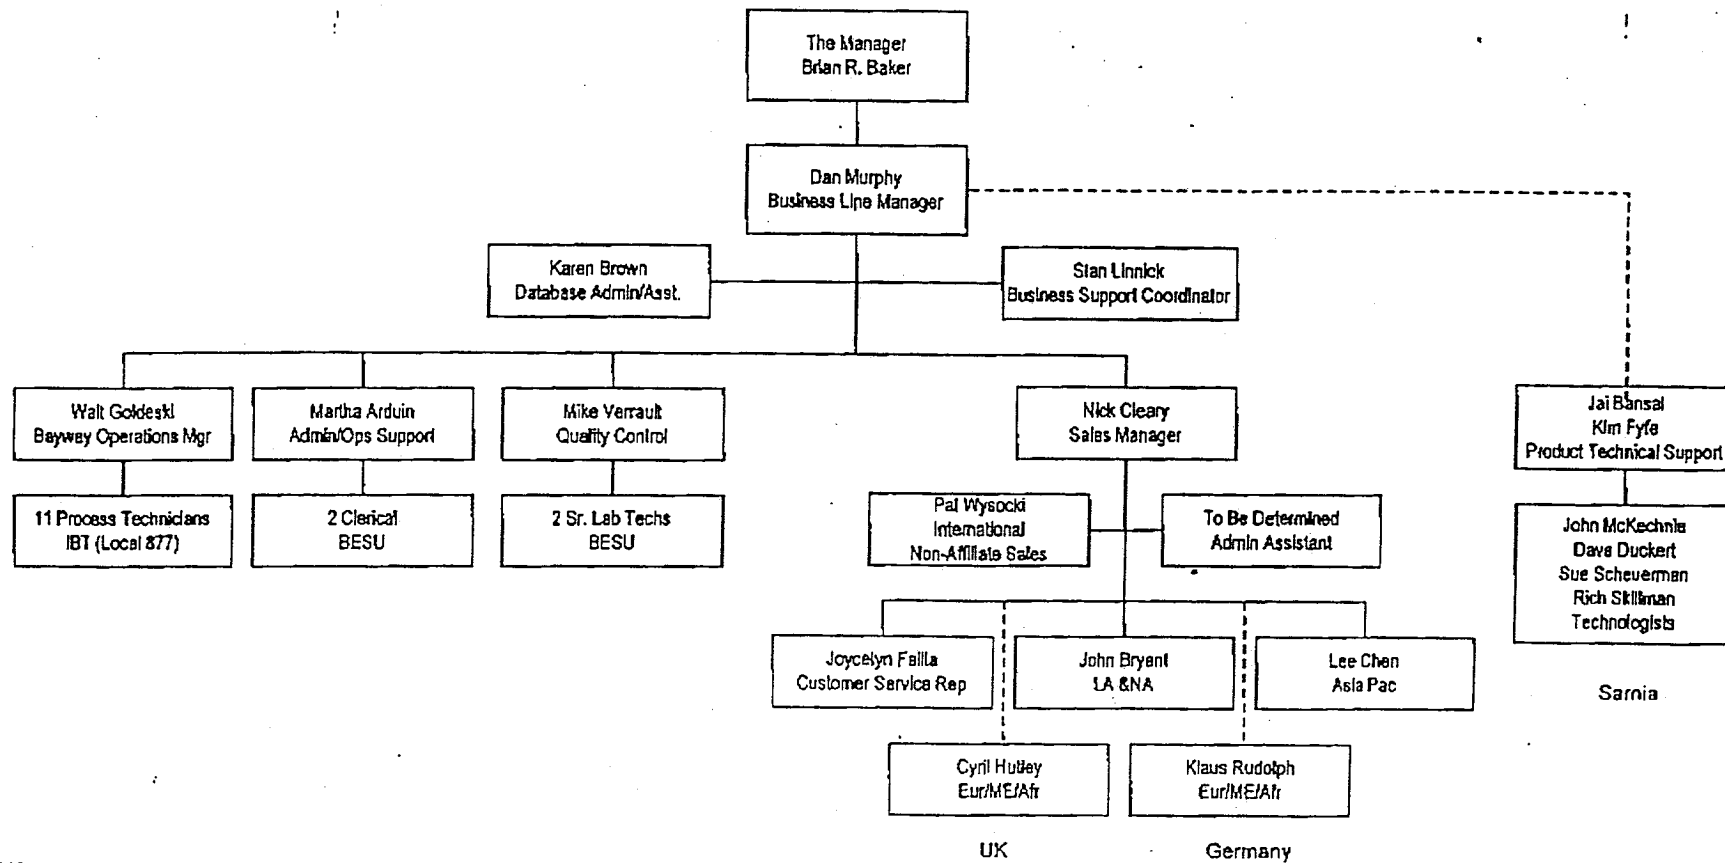 The Manager
Brian R. Baker
Dan Murphy
Business Line Manager
Karen Brown
Database Admin/Asst.
Stan Linnick
Business Support Coordinator
Walt Goldeski
Bayway Operations Mgr
Martha Arduin
Admin/Ops Support
Mike Verrault
Quality Control
Nick Cleary
Sales Manager
Jai Bansal
Kim Fyfe
Product Technical Support
11 Process Technicians
IBT (Local 877)
2 Clerical
BESU
2 Sr. Lab Techs
BESU
Pat Wysocki
International
Non-Affiliate Sales
To Be Determined
Admin Assistant
John McKechnie
Dave Duckert
Sue Scheuerman
Rich Skillman
Technologists
Sarnia
Joycelyn Failla
Customer Service Rep
John Bryant
LA &NA
Lee Chen
Asia Pac
Cyril
Eur/ME/Afr
Klaus Rudolph
Eur/ME/Afr
UK
Germany